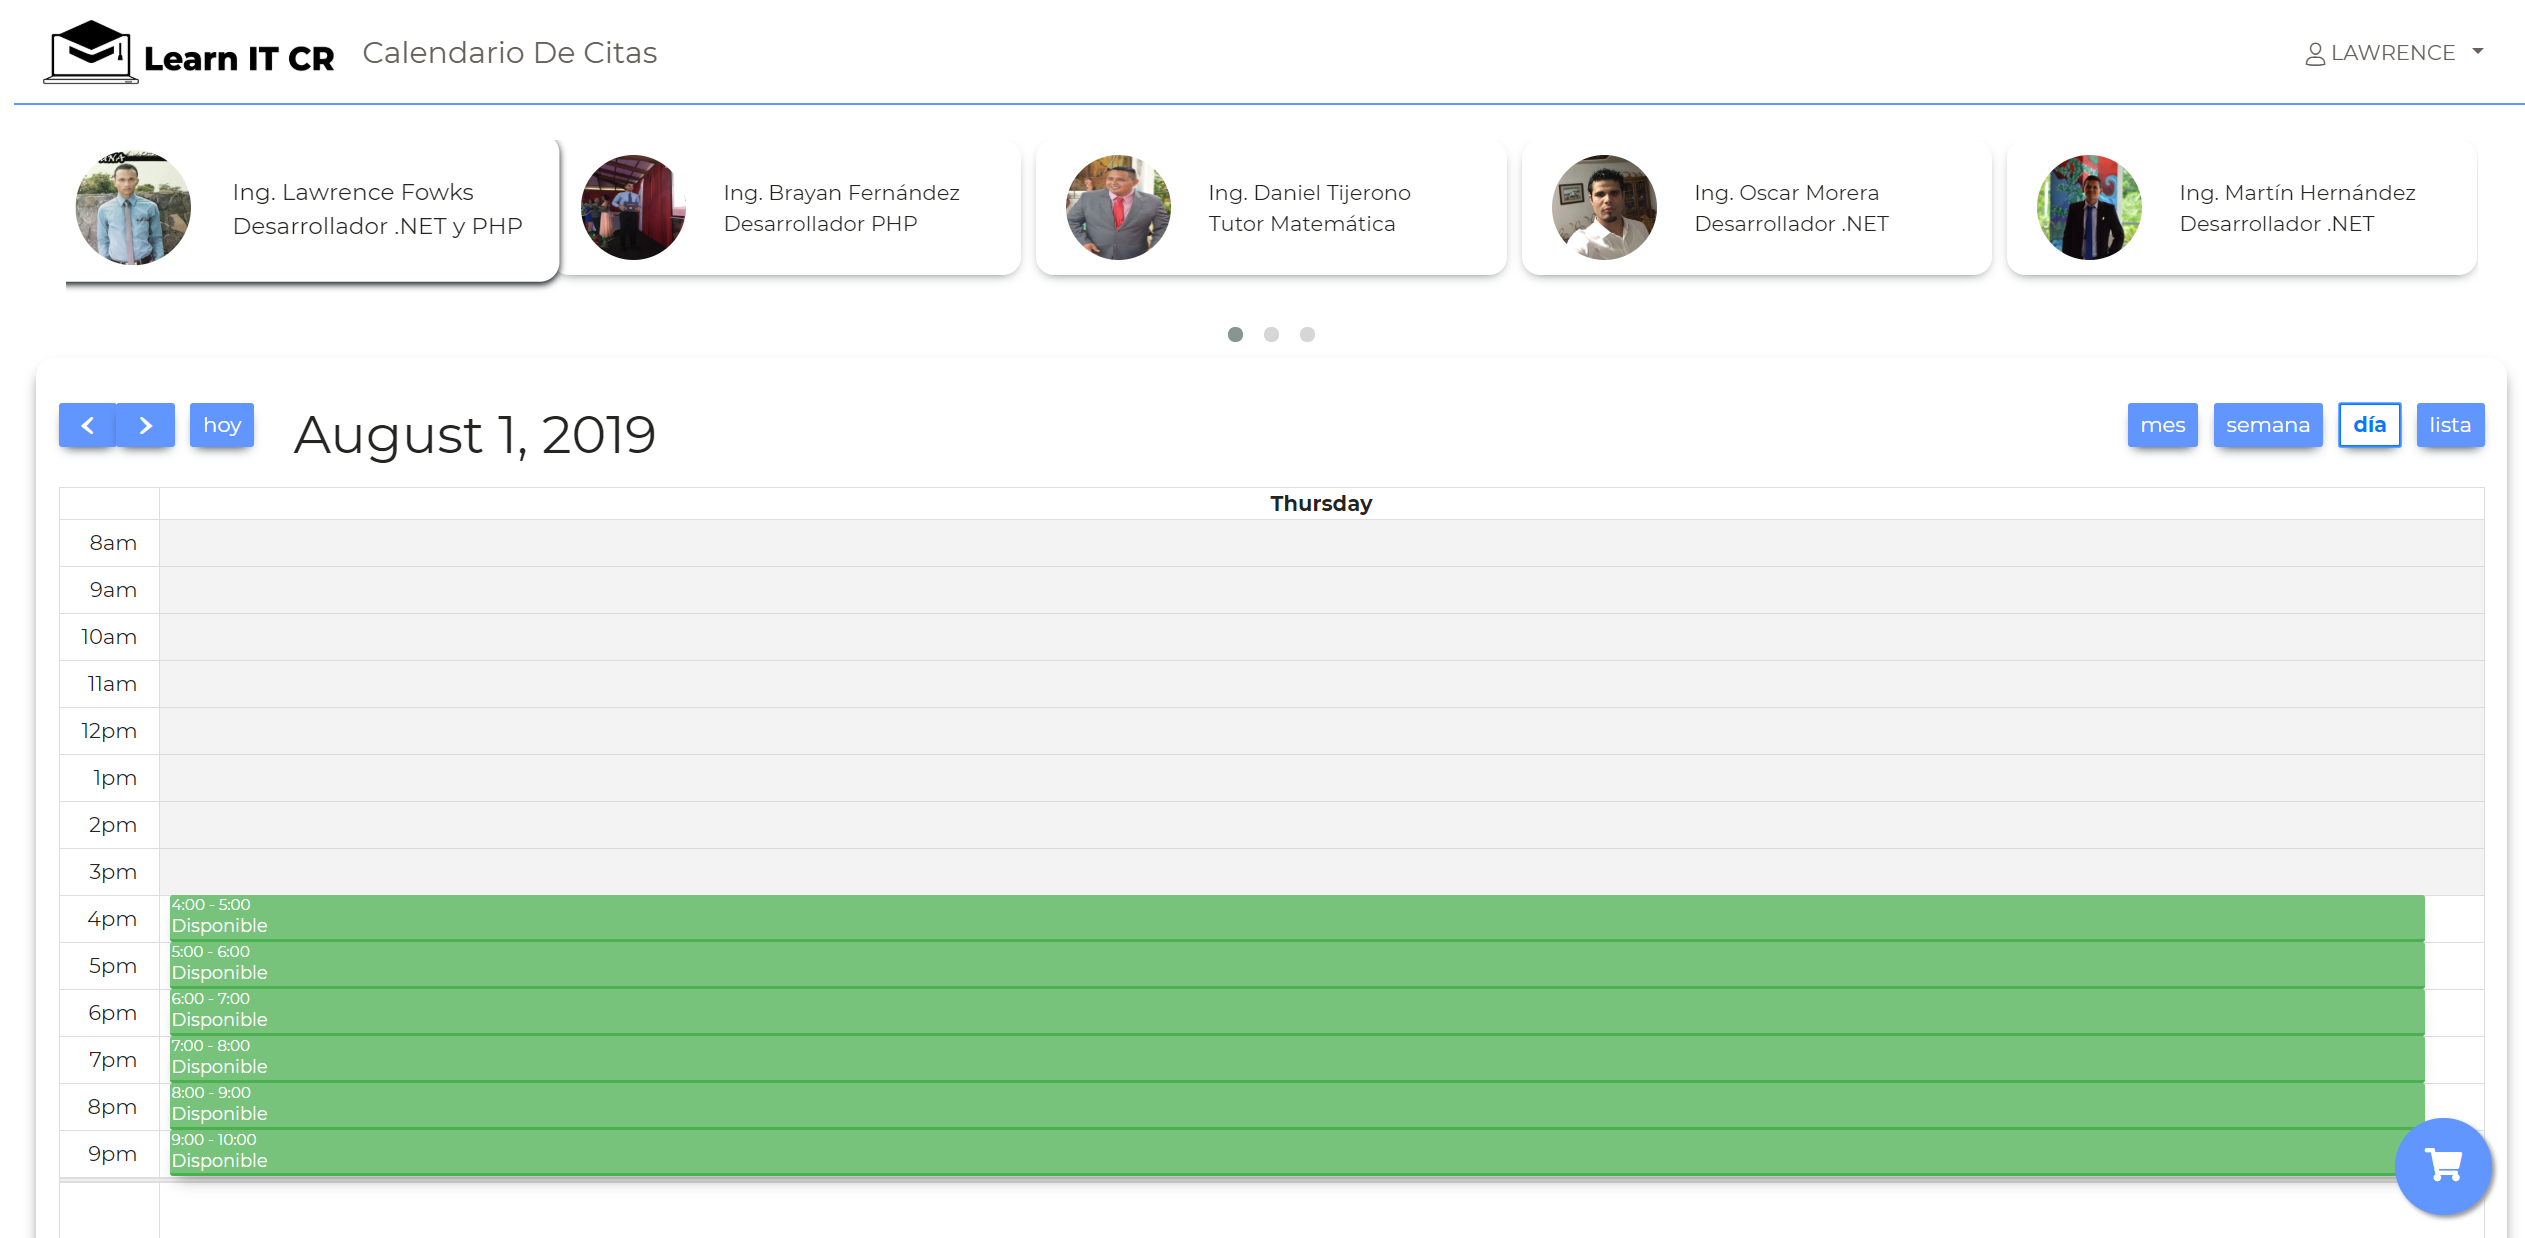 Learn IT CR
Calendario De Citas
LAWRENCE
Ing. Lawrence Fowks
Desarrollador .NET y PHP
Ing. Brayan Fernández
Desarrollador PHP
Ing. Daniel Tijerono
Tutor Matemática
Ing. Oscar Morera
Desarrollador .NET
Ing. Martín Hernández
Desarrollador .NET
hoy
August 1, 2019
mes
semana
día
lista
Thursday
8am
9am
10am
11am
12pm
1pm
2pm
3pm
4pm
4:00 - 5:00
Disponible
5pm
5:00 - 6:00
Disponible
6pm
6:00 - 7:00
Disponible
7pm
7:00 - 8:00
Disponible
8pm
8:00 - 9:00
Disponible
9pm
9:00 - 10:00
Disponible